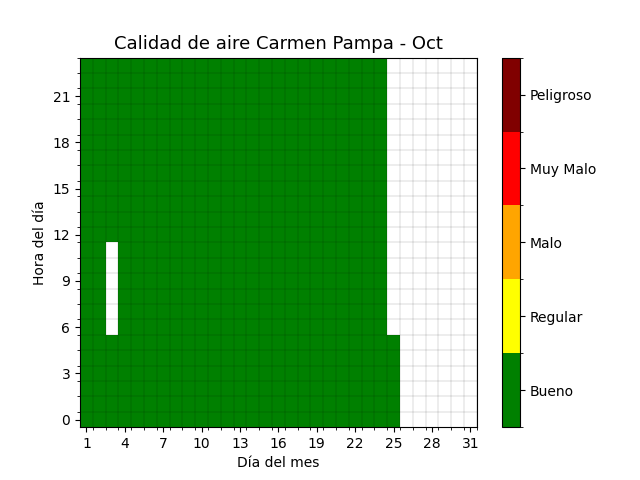 Calidad de aire Carmen Pampa - Oct
Hora del día
21
18
15
12
9
6
3
0
1 4 7 10 13 16 19 22 25 28 31
Día del mes
Peligroso
Muy Malo
Malo
Regular
Bueno